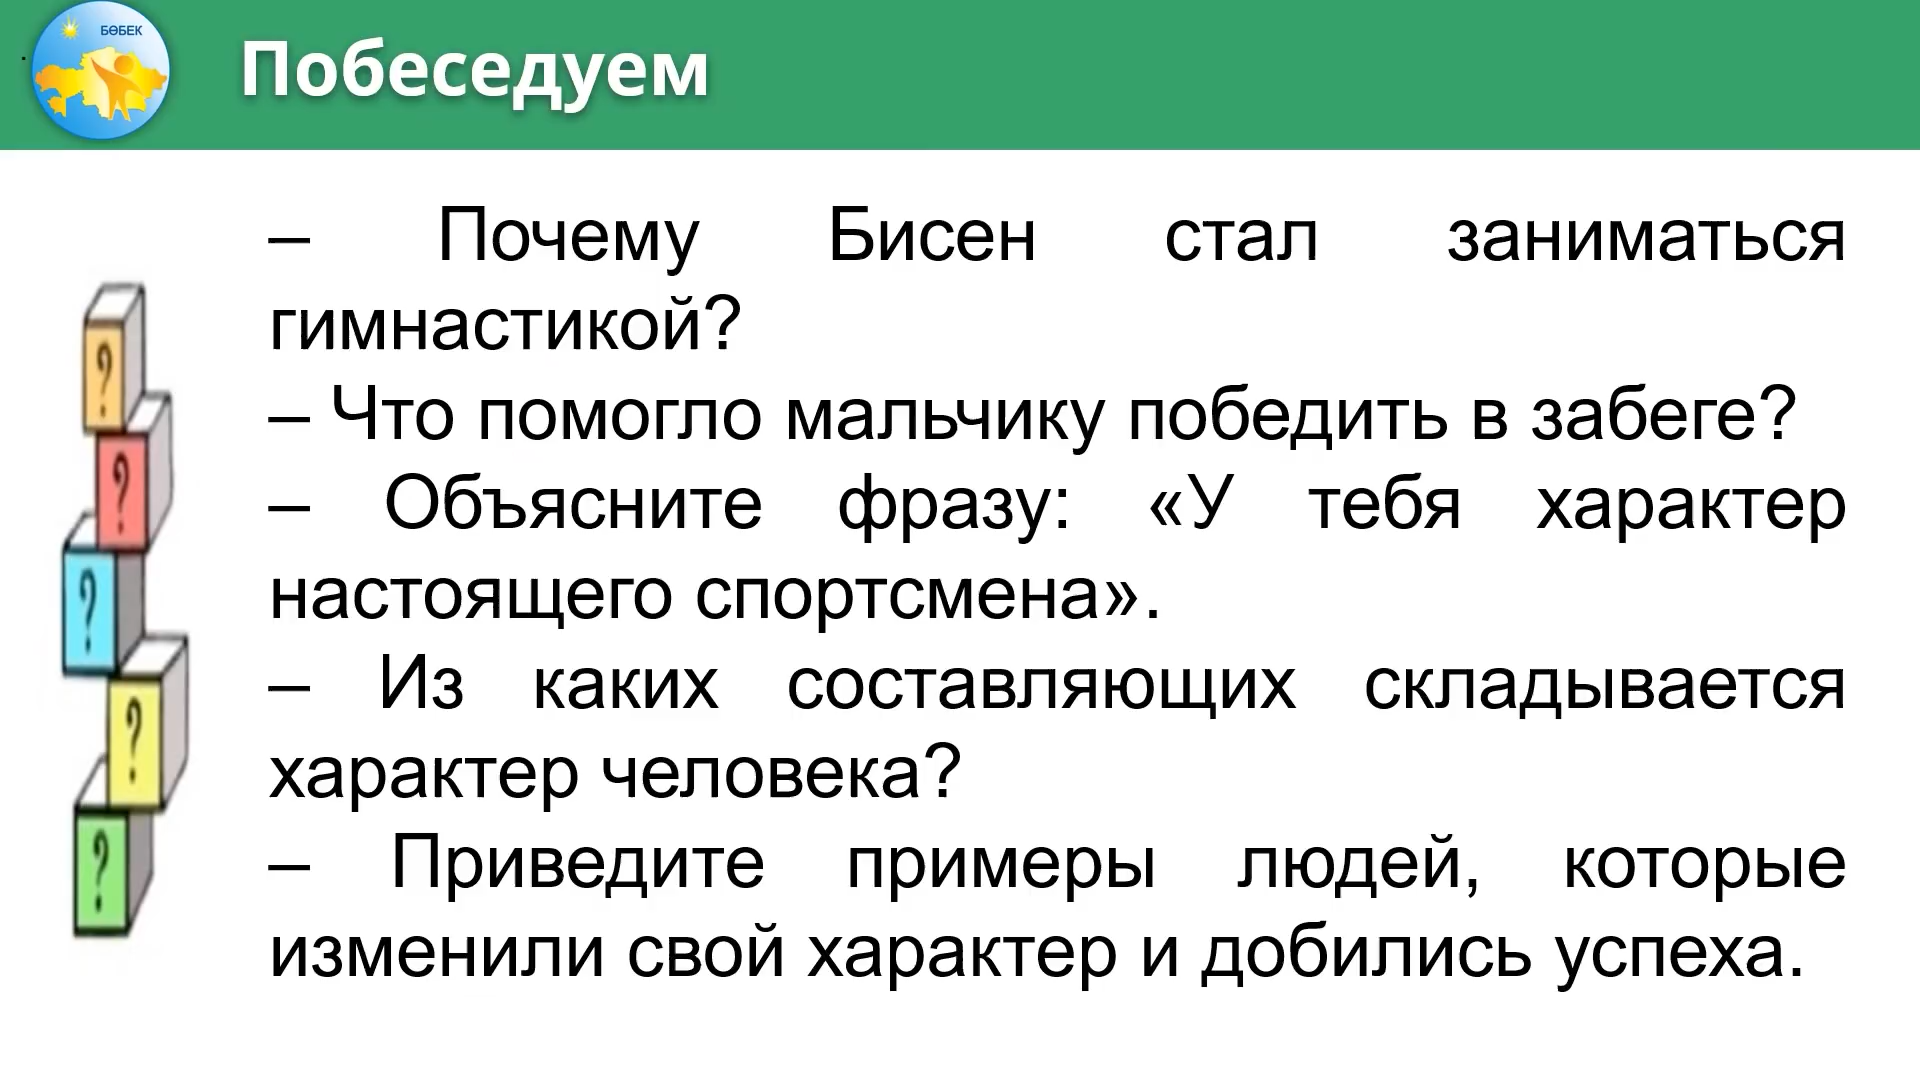 БӨБЕК
Побеседуем
– Почему Бисен стал заниматься
гимнастикой?
– Что помогло мальчику победить в забеге?
– Объясните фразу: «У тебя характер
настоящего спортсмена».
– Из каких составляющих складывается
характер человека?
– Приведите примеры людей, которые
изменили свой характер и добились успеха.
?
?
?
?
?